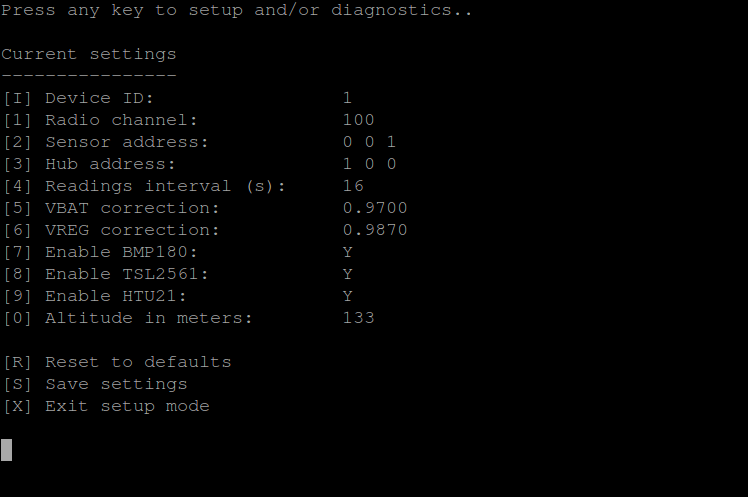 Press any key to setup and/or diagnostics..
Current settings
----------------
[I] Device ID: 1
[1] Radio channel: 100
[2] Sensor address: 0 0 1
[3] Hub address: 1 0 0
[4] Readings interval (s): 16
[5] VBAT correction: 0.9700
[6] VREG correction: 0.9870
[7] Enable BMP180: Y
[8] Enable TSL2561: Y
[9] Enable HTU21: Y
[0] Altitude in meters: 133
[R] Reset to defaults
[S] Save settings
[X] Exit setup mode